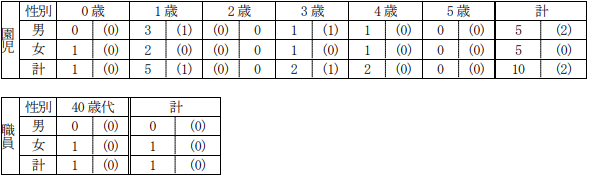 園児 性別 0歳 1歳 2歳 3歳 4歳 5歳 計
男 0 (0) 3 (1) (0) 0 1 (1) 1 (0) 0 (0) 5 (2)
女 1 (0) 2 (0) (0) 0 1 (0) 1 (0) 0 (0) 5 (0)
計 1 (0) 5 (1) (0) 0 2 (1) 2 (0) 0 (0) 10 (2)
職員 性別 40歳代 計
男 0 (0) 0 (0)
女 1 (0) 1 (0)
計 1 (0) 1 (0)